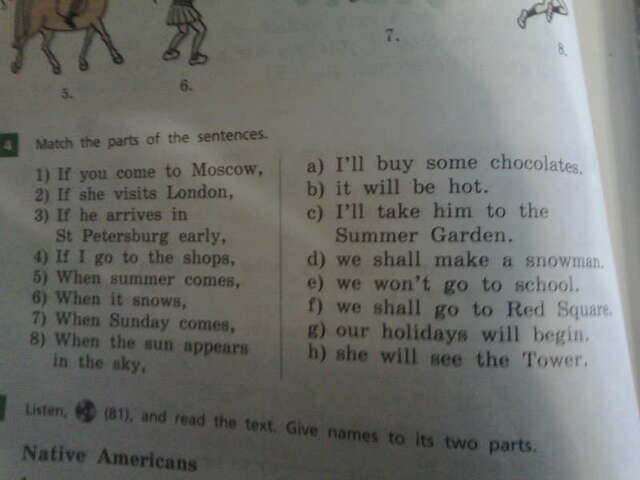 7.
8.
5.
6.
4
Match the parts of the sentences.
1) If you come to Moscow,
2) If she visits London,
3) If he arrives in
St Petersburg early,
4) If I go to the shops,
5) When summer comes,
6) When it snows,
7) When Sunday comes,
8) When the sun appears
in the sky,
a) I'll buy some chocolates.
b) it will be hot.
c) I'll take him to the
Summer Garden.
d) we shall make a snowman.
e) we won't go to school.
f) we shall go to Red Square.
g) our holidays will begin.
h) she will see the Tower.
Listen, (81), and read the text. Give names to its two parts.
Native Americans